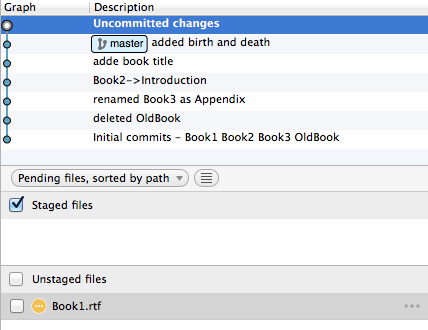 Graph Description
Uncommitted changes
master added birth and death
adde book title
Book2->Introduction
renamed Book3 as Appendix
deleted OldBook
Initial commits - Book1 Book2 Book3 OldBook
Pending files, sorted by path
Staged files
Unstaged files
Book1.rtf